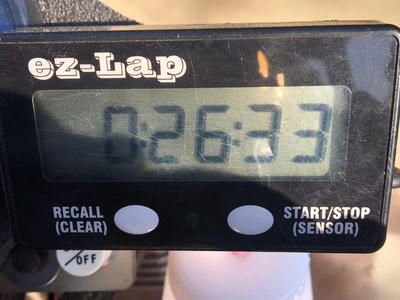 ez-Lap
0:26:33
RECALL
(CLEAR)
START/STOP
(SENSOR)
OFF